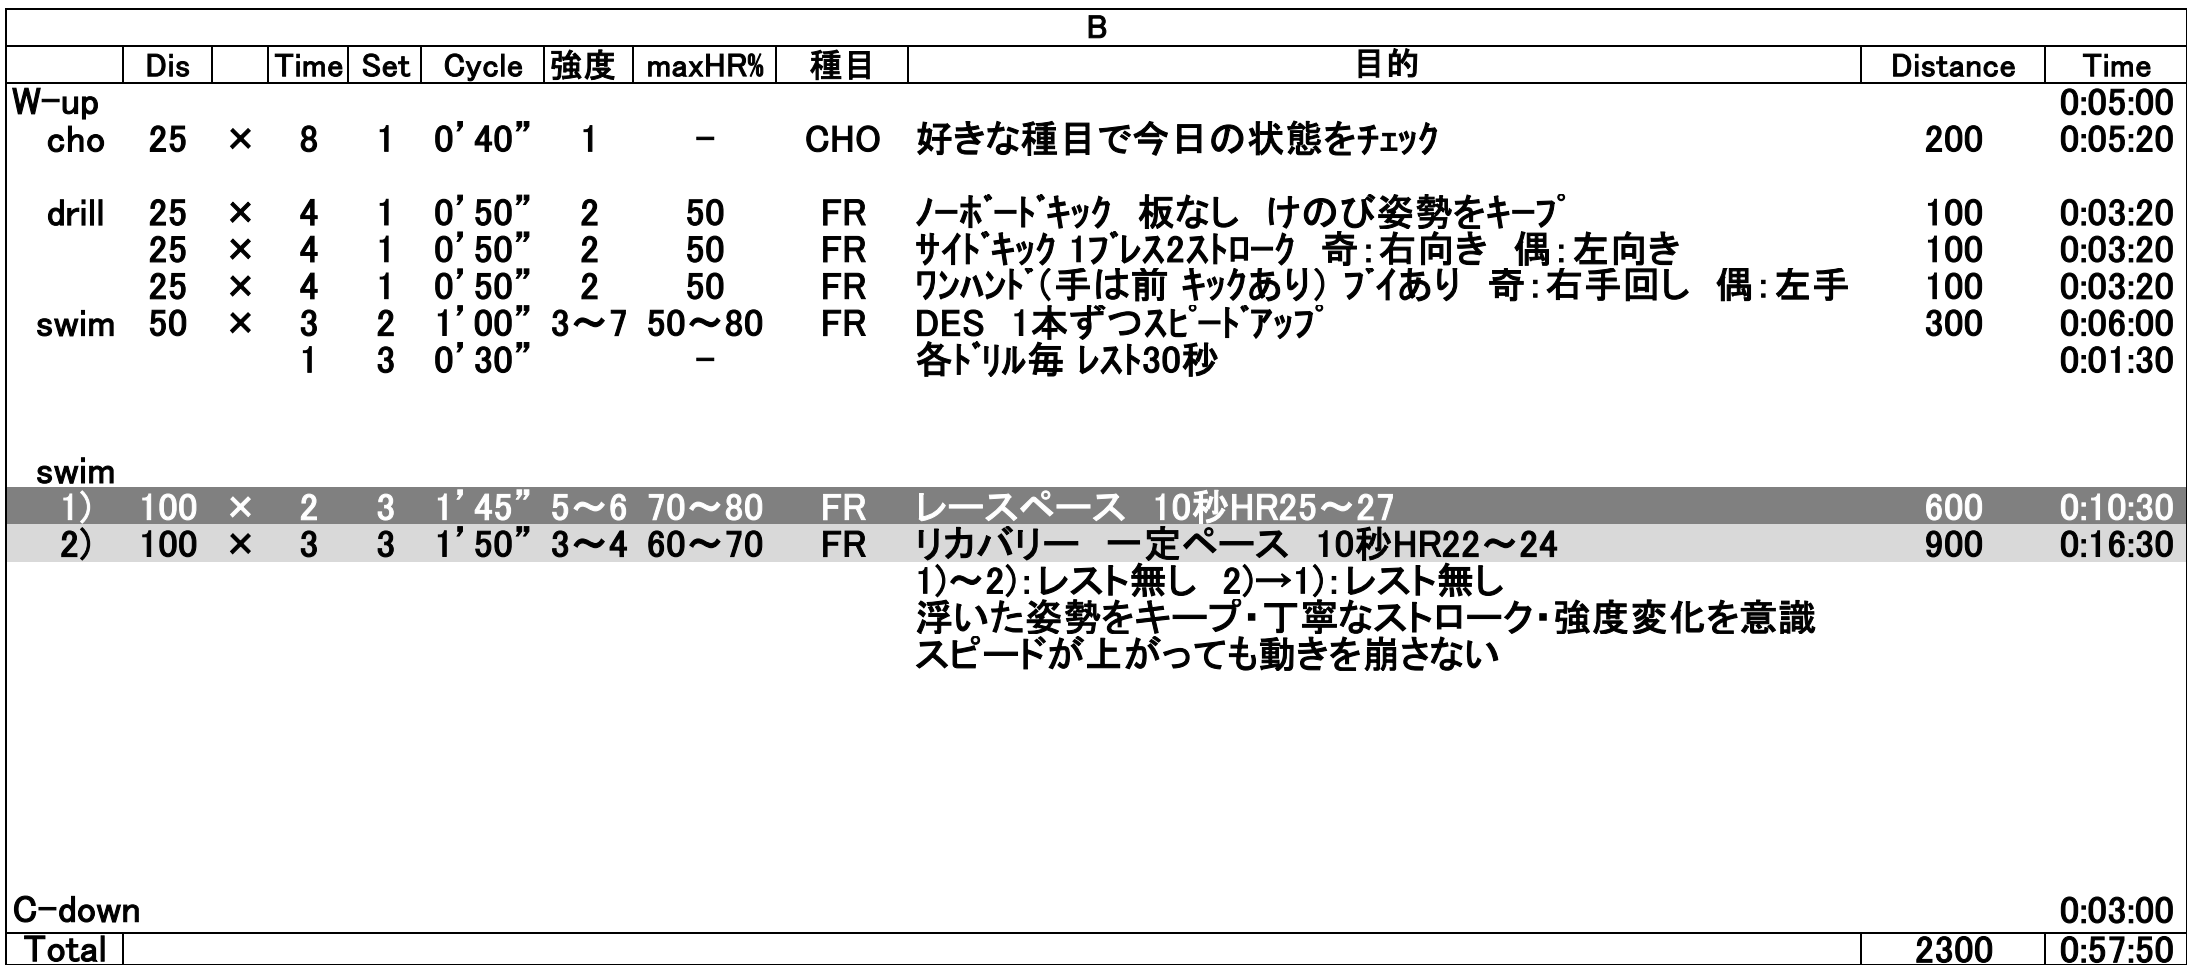 B
Dis Time Set Cycle 強度 maxHR% 種目 目的 Distance Time
W-up 0:05:00
cho 25 × 8 1 0’40” 1 − CHO 好きな種目で今日の状態をﾁｪｯｸ 200 0:05:20
drill 25 × 4 1 0’50” 2 50 FR ﾉｰﾎﾞｰﾄﾞｷｯｸ 板なし けのび姿勢をｷｰﾌﾟ 100 0:03:20
25 × 4 1 0’50” 2 50 FR ｻｲﾄﾞｷｯｸ 1ﾌﾞﾚｽ2ｽﾄﾛｰｸ 奇：右向き 偶：左向き 100 0:03:20
25 × 4 1 0’50” 2 50 FR ﾜﾝﾊﾝﾄﾞ（手は前 ｷｯｸあり） ﾌﾞｲあり 奇：右手回し 偶：左手 100 0:03:20
swim 50 × 3 2 1’00” 3～7 50～80 FR DES 1本ずつｽﾋﾟｰﾄﾞｱｯﾌﾟ 300 0:06:00
1 3 0’30” − 各ﾄﾞﾘﾙ毎 ﾚｽﾄ30秒 0:01:30
swim
1) 100 × 2 3 1’45” 5～6 70～80 FR レースペース 10秒HR25～27 600 0:10:30
2) 100 × 3 3 1’50” 3～4 60～70 FR リカバリー 一定ペース 10秒HR22～24 900 0:16:30
1)～2)：レスト無し 2)→1)：レスト無し
浮いた姿勢をキープ・丁寧なストローク・強度変化を意識
スピードが上がっても動きを崩さない
C-down 0:03:00
Total 2300 0:57:50